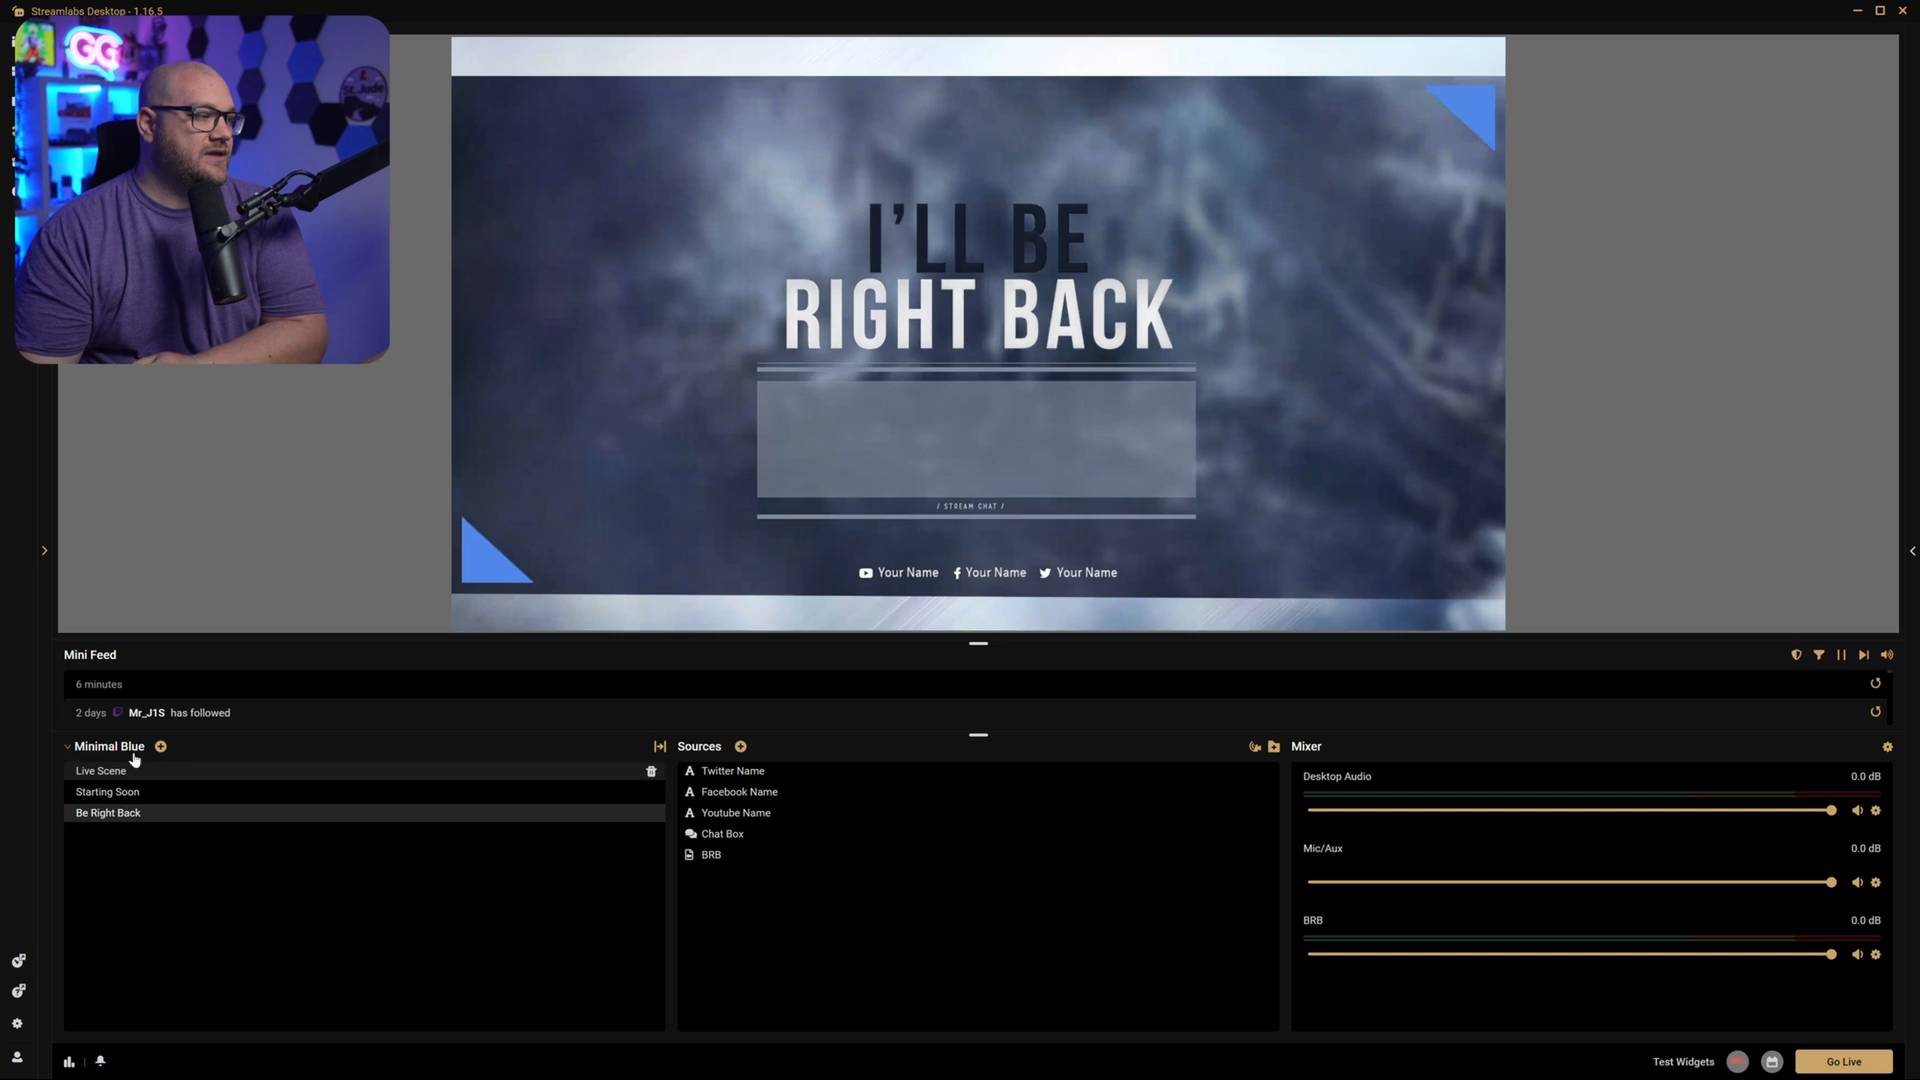 Streamlabs Desktop - 1.16.5
GG
St. Jude
I'LL BE
RIGHT BACK
/ STREAM CHAT /
Your Name Your Name Your Name
Mini Feed
6 minutes
2 days Mr_J1S has followed
Minimal Blue
Live Scene
Starting Soon
Be Right Back
Sources
Twitter Name
Facebook Name
Youtube Name
Chat Box
BRB
Mixer
Desktop Audio 0.0 dB
Mic/Aux 0.0 dB
BRB 0.0 dB
Test Widgets
Go Live